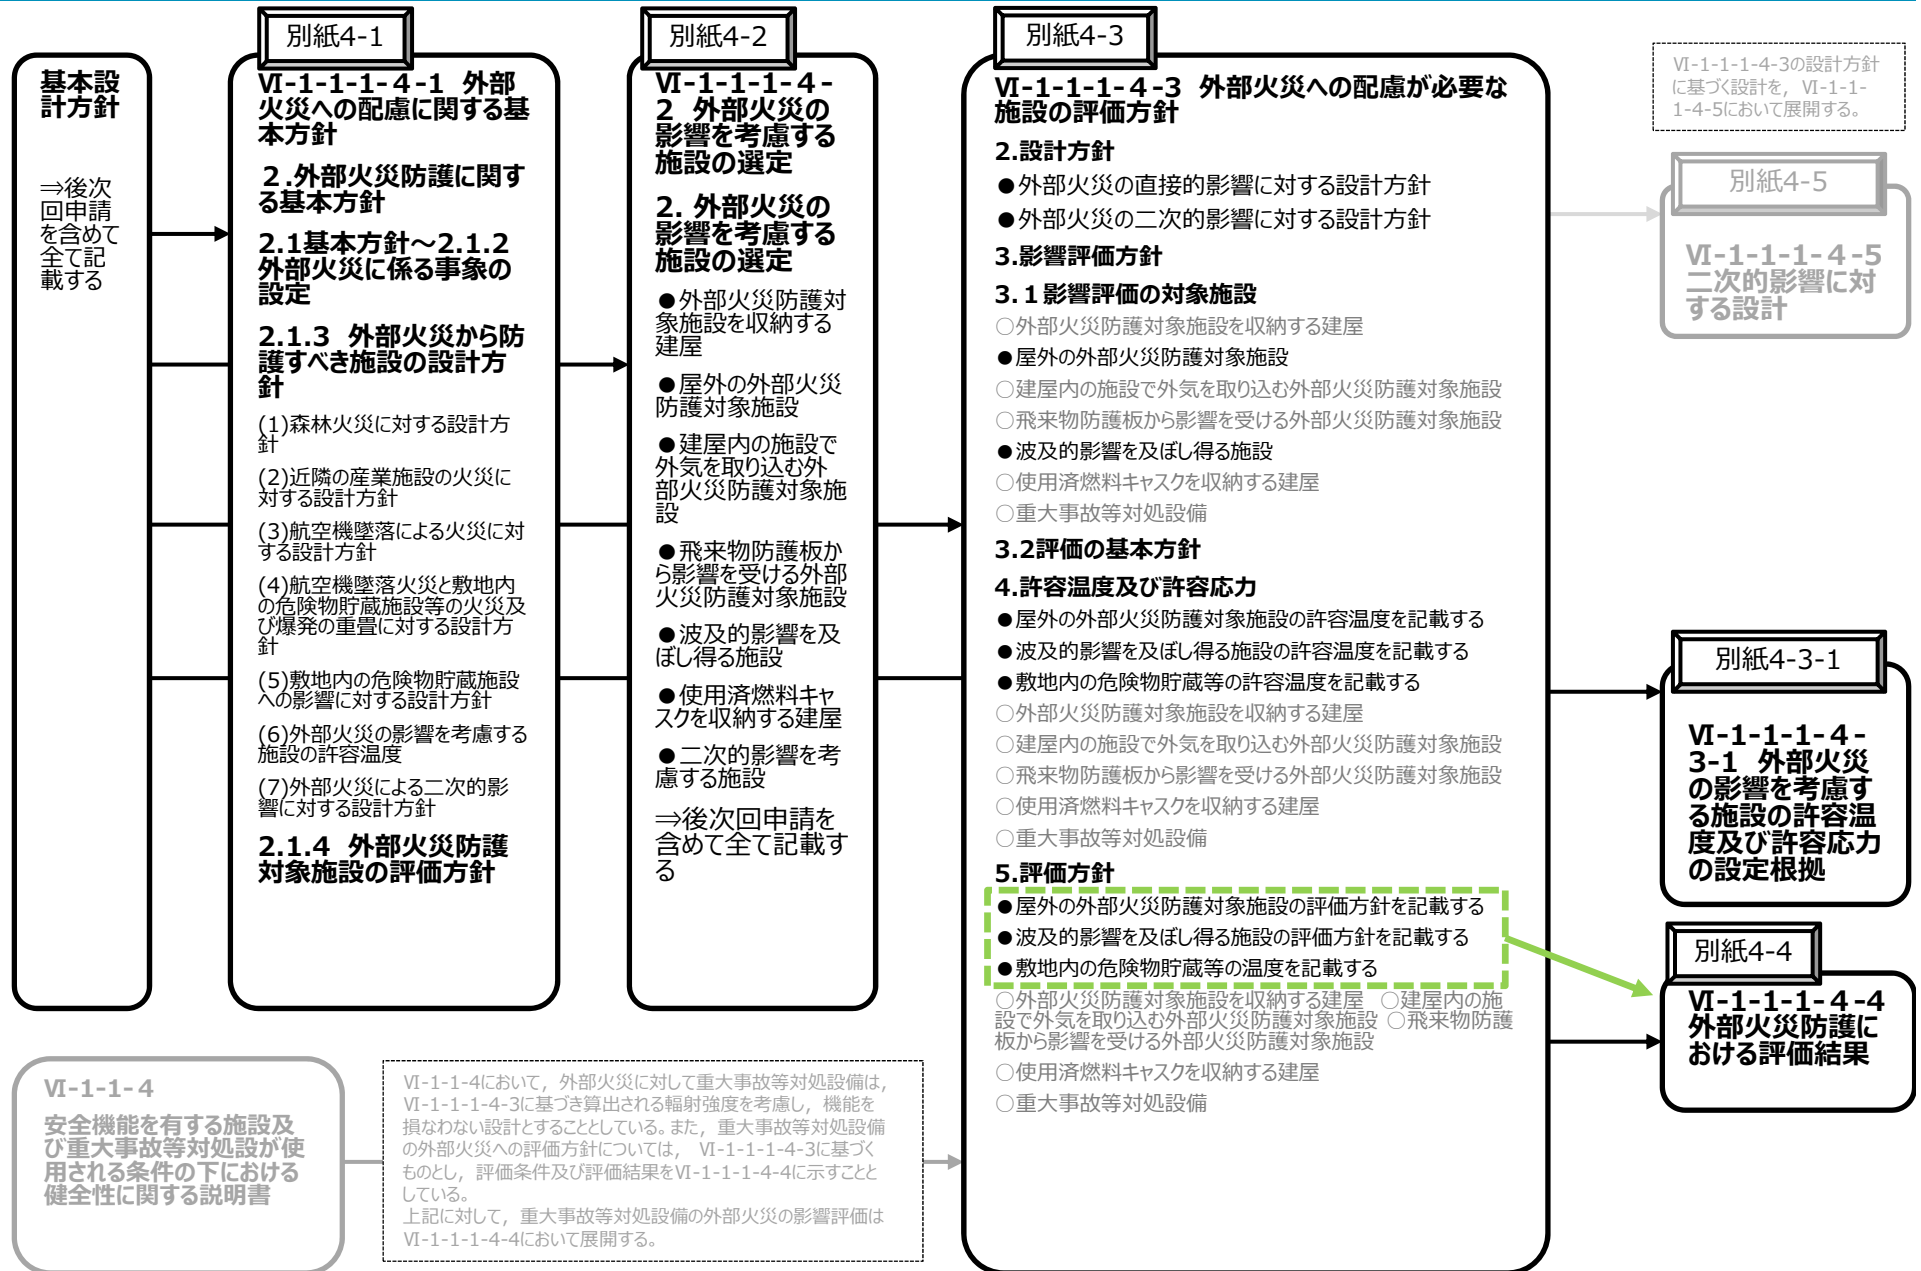 基本設
計方針
⇒後次
回申請
を含めて
全て記
載する
別紙4-1
Ⅵ-1-1-1-4-1 外部
火災への配慮に関する基
本方針
２.外部火災防護に関す
る基本方針
2.1基本方針～2.1.2
外部火災に係る事象の
設定
2.1.3 外部火災から防
護すべき施設の設計方
針
(1)森林火災に対する設計方
針
(2)近隣の産業施設の火災に
対する設計方針
(3)航空機墜落による火災に対
する設計方針
(4)航空機墜落火災と敷地内
の危険物貯蔵施設等の火災及
び爆発の重畳に対する設計方
針
(5)敷地内の危険物貯蔵施設
への影響に対する設計方針
(6)外部火災の影響を考慮する
施設の許容温度
(7)外部火災による二次的影
響に対する設計方針
2.1.4 外部火災防護
対象施設の評価方針
別紙4-2
Ⅵ-1-1-1-4-
2 外部火災の
影響を考慮する
施設の選定
2. 外部火災の
影響を考慮する
施設の選定
●外部火災防護対
象施設を収納する
建屋
●屋外の外部火災
防護対象施設
●建屋内の施設で
外気を取り込む外
部火災防護対象施
設
●飛来物防護板か
ら影響を受ける外部
火災防護対象施設
●波及的影響を及
ぼし得る施設
●使用済燃料キャ
スクを収納する建屋
●二次的影響を考
慮する施設
⇒後次回申請を
含めて全て記載す
る
別紙4-3
Ⅵ-1-1-1-4-3 外部火災への配慮が必要な
施設の評価方針
2.設計方針
●外部火災の直接的影響に対する設計方針
●外部火災の二次的影響に対する設計方針
3.影響評価方針
3.１影響評価の対象施設
○外部火災防護対象施設を収納する建屋
●屋外の外部火災防護対象施設
○建屋内の施設で外気を取り込む外部火災防護対象施設
○飛来物防護板から影響を受ける外部火災防護対象施設
●波及的影響を及ぼし得る施設
○使用済燃料キャスクを収納する建屋
○重大事故等対処設備
3.2評価の基本方針
4.許容温度及び許容応力
●屋外の外部火災防護対象施設の許容温度を記載する
●波及的影響を及ぼし得る施設の許容温度を記載する
●敷地内の危険物貯蔵等の許容温度を記載する
○外部火災防護対象施設を収納する建屋
○建屋内の施設で外気を取り込む外部火災防護対象施設
○飛来物防護板から影響を受ける外部火災防護対象施設
○使用済燃料キャスクを収納する建屋
○重大事故等対処設備
5.評価方針
●屋外の外部火災防護対象施設の評価方針を記載する
●波及的影響を及ぼし得る施設の評価方針を記載する
●敷地内の危険物貯蔵等の温度を記載する
○外部火災防護対象施設を収納する建屋 ○建屋内の施
設で外気を取り込む外部火災防護対象施設 ○飛来物防護
板から影響を受ける外部火災防護対象施設
○使用済燃料キャスクを収納する建屋
○重大事故等対処設備
Ⅵ-1-1-1-4-3の設計方針
に基づく設計を，Ⅵ-1-1-
1-4-5において展開する。
別紙4-5
Ⅵ-1-1-1-4-5
二次的影響に対
する設計
別紙4-3-1
Ⅵ-1-1-1-4-
3-1 外部火災
の影響を考慮す
る施設の許容温
度及び許容応力
の設定根拠
別紙4-4
Ⅵ-1-1-1-4-4
外部火災防護に
おける評価結果
Ⅵ-1-1-4
安全機能を有する施設及
び重大事故等対処設が使
用される条件の下における
健全性に関する説明書
Ⅵ-1-1-4において，外部火災に対して重大事故等対処設備は，
Ⅵ-1-1-1-4-3に基づき算出される輻射強度を考慮し，機能を
損なわない設計とすることとしている。また，重大事故等対処設備
の外部火災への評価方針については， Ⅵ-1-1-1-4-3に基づく
ものとし，評価条件及び評価結果をⅥ-1-1-1-4-4に示すことと
している。
上記に対して，重大事故等対処設備の外部火災の影響評価は
Ⅵ-1-1-1-4-4において展開する。